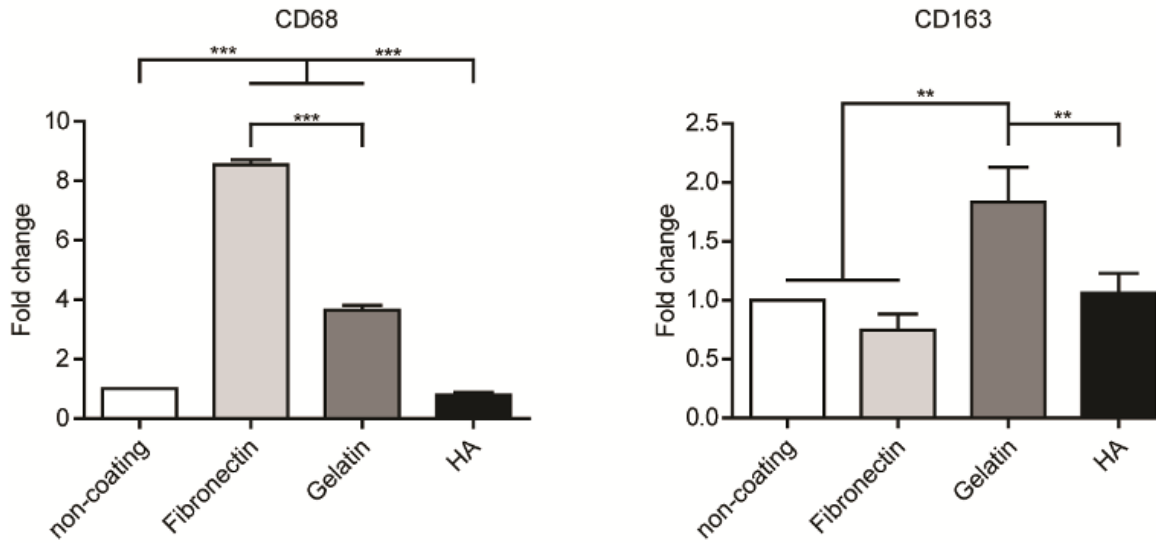 CD68
*** ***
***
Fold change
10
8
6
4
2
0
non-coating
Fibronectin
Gelatin
HA
CD163
**
**
Fold change
2.5
2.0
1.5
1.0
0.5
0.0
non-coating
Fibronectin
Gelatin
HA